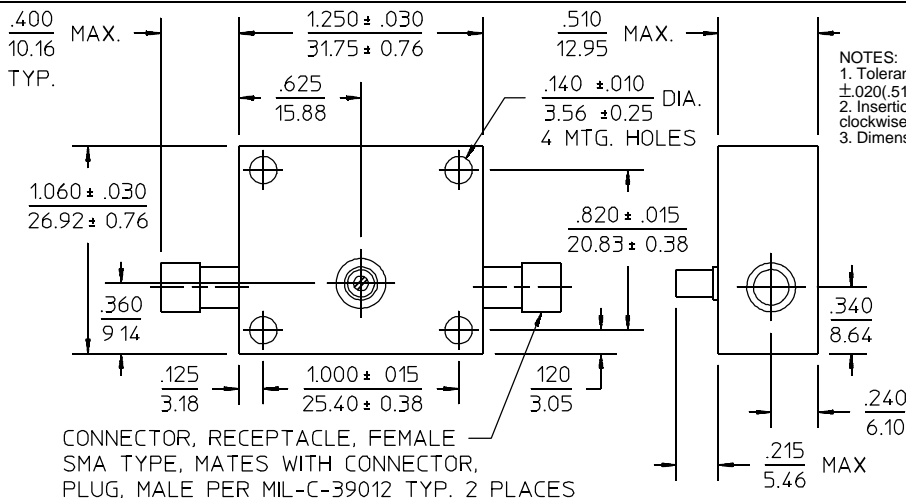 .400
10.16
MAX.
TYP.
1.250 ± .030
31.75 ± 0.76
.510
12.95
MAX.
.625
15.88
.140 ±.010
3.56 ±0.25
DIA.
4 MTG. HOLES
NOTES:
1.
±.020(.51
2.
clockwise
3.
1.060 ± .030
26.92 ± 0.76
.820 ± .015
20.83 ± 0.38
.360
9 14
.340
8.64
.125
3.18
1.000 ± 015
25.40 ± 0.38
120
3.05
.240
6.10
.215
5.46
MAX
CONNECTOR, RECEPTACLE, FEMALE
SMA TYPE, MATES WITH CONNECTOR,
PLUG, MALE PER MIL-C-39012 TYP. 2 PLACES